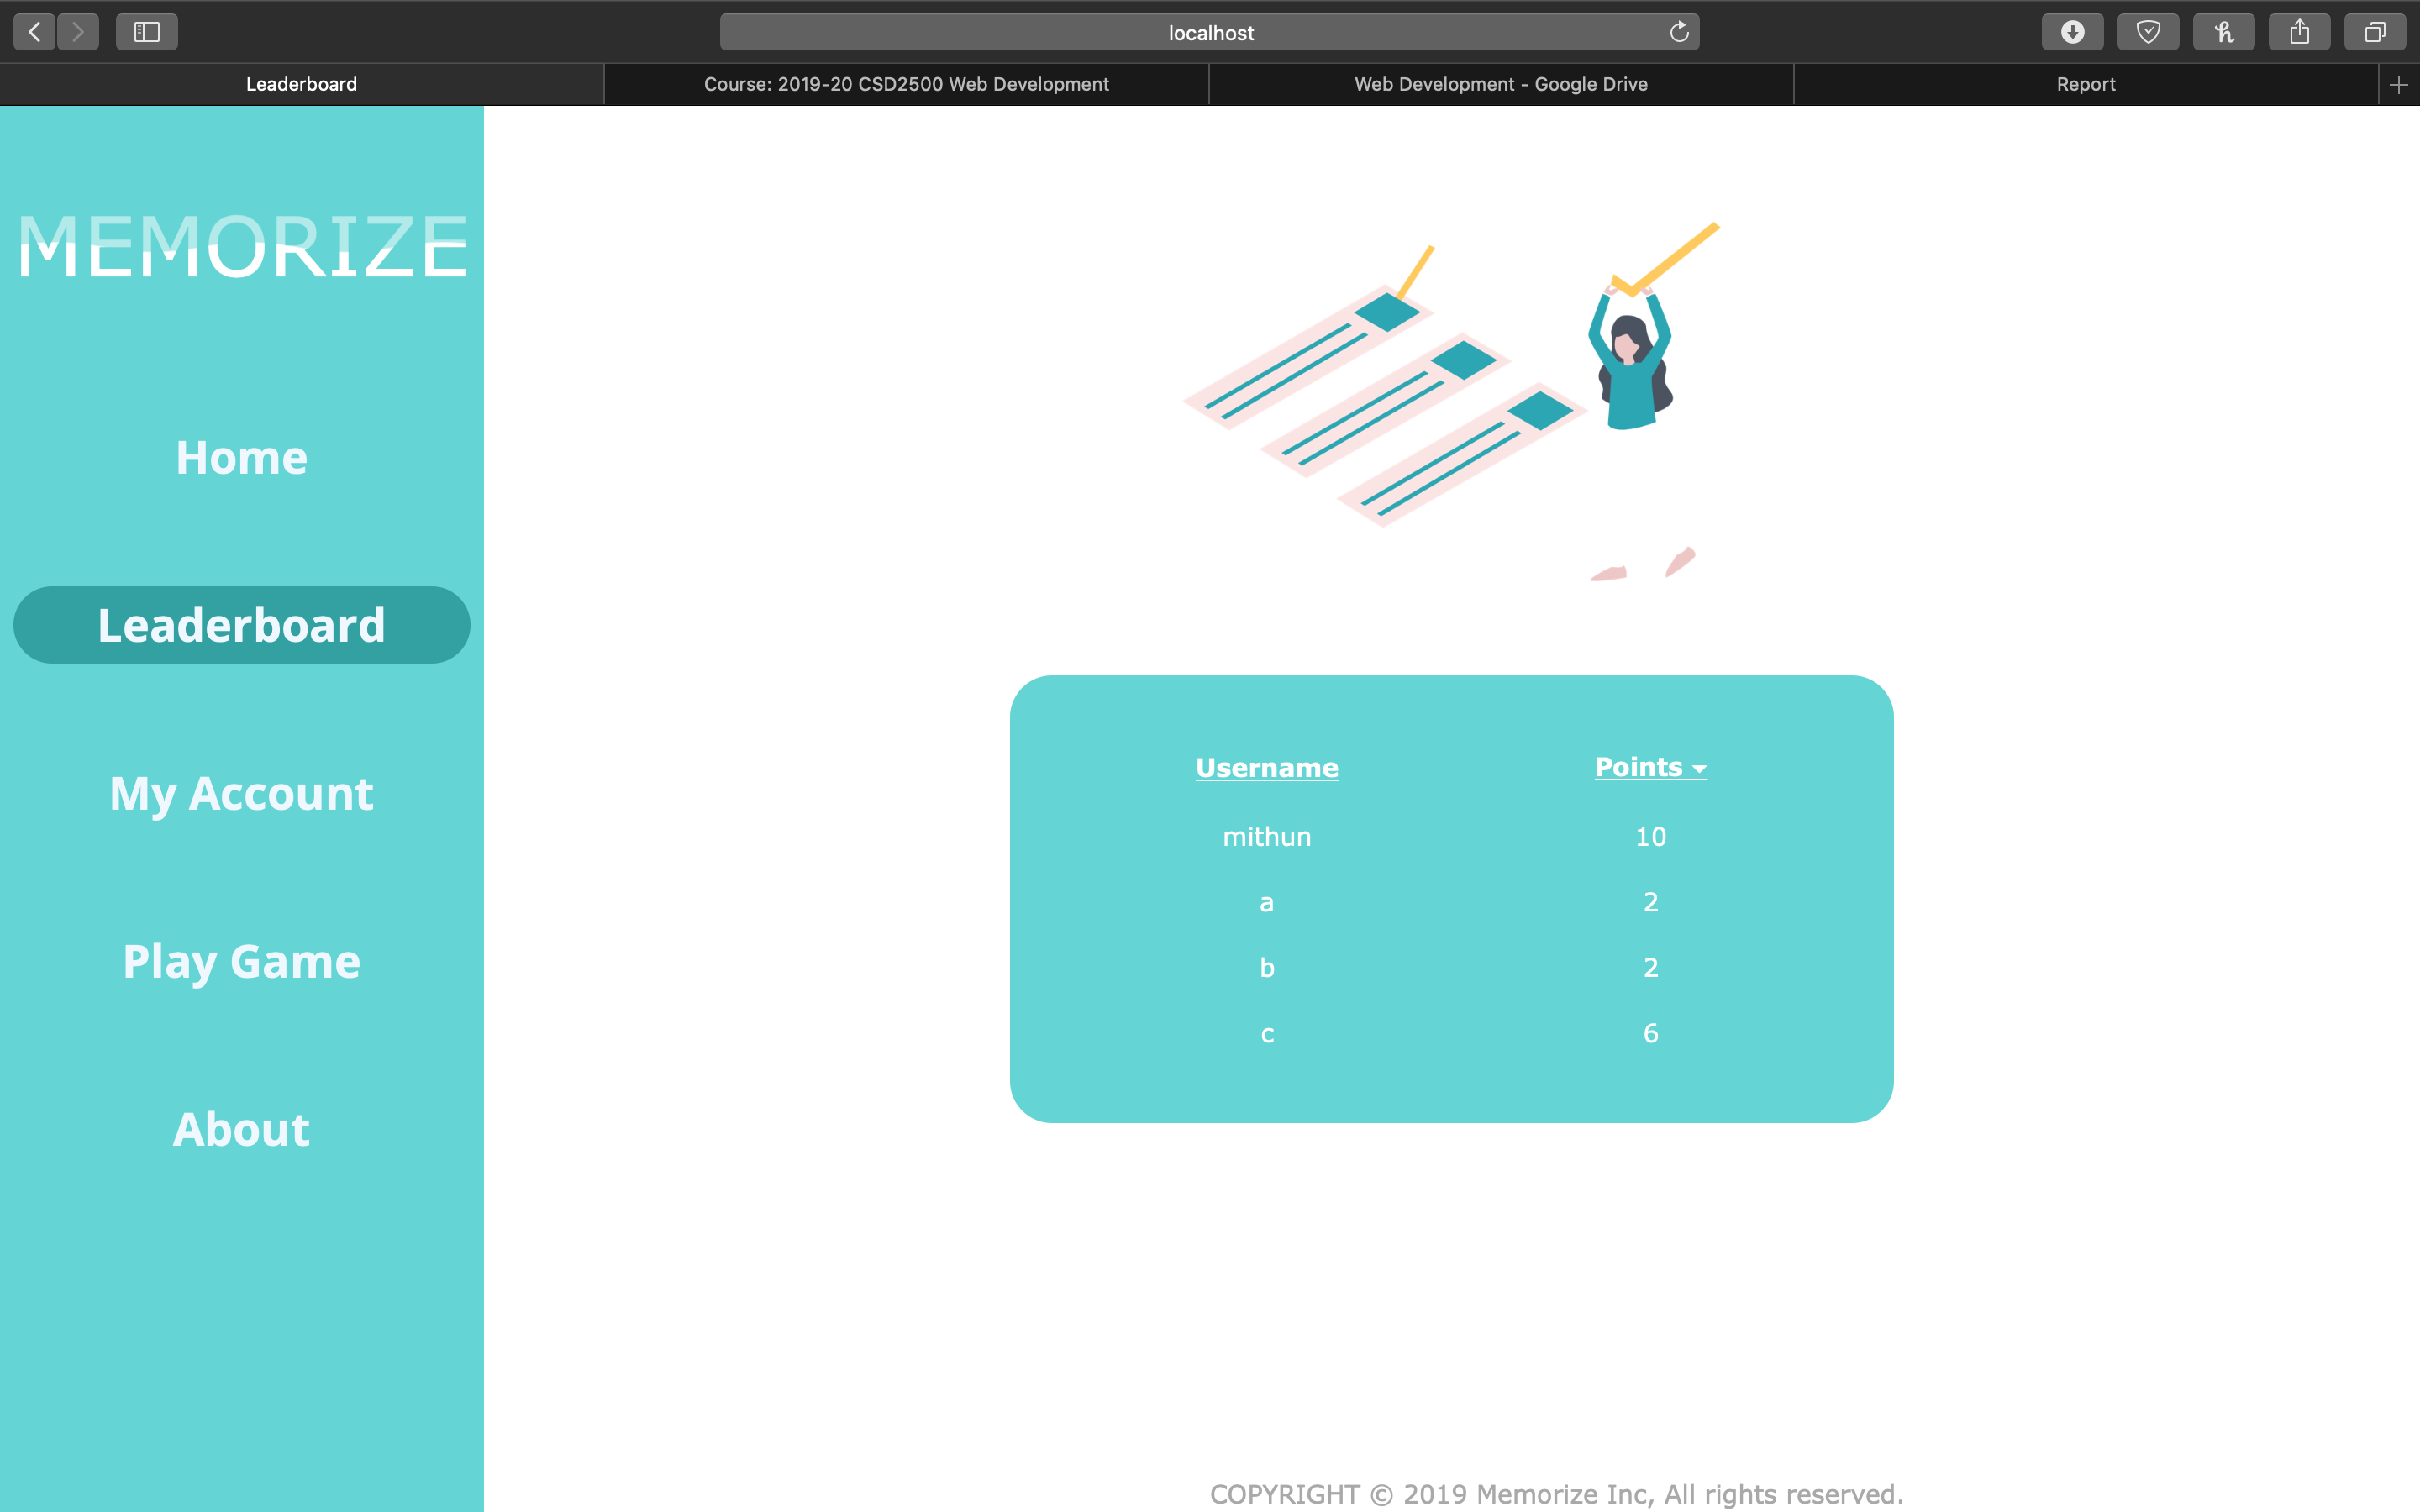 localhost
Leaderboard
Course: 2019-20 CSD2500 Web Development
Web Development - Google Drive
Report
MEMORIZE
Home
Leaderboard
My Account
Play Game
About
Username Points
mithun 10
a 2
b 2
c 6
COPYRIGHT © 2019 Memorize Inc, All rights reserved.